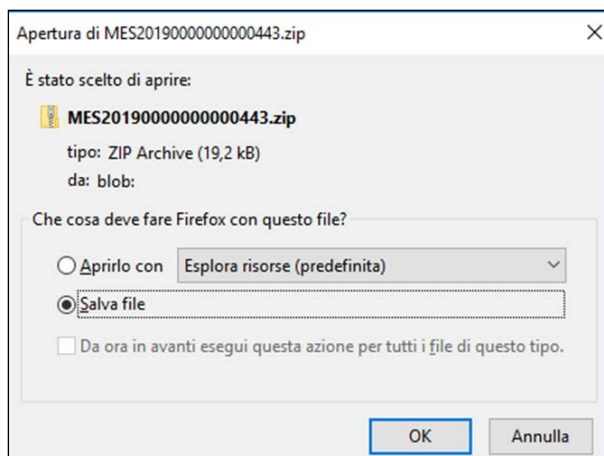 Apertura di MES20190000000000443.zip
È stato scelto di aprire:
MES20190000000000443.zip
tipo: ZIP Archive (19,2 kB)
da: blob:
Che cosa deve fare Firefox con questo file?
Aprirlo con Esplora risorse (predefinita)
Salva file
Da ora in avanti esegui questa azione per tutti i file di questo tipo.
OK Annulla